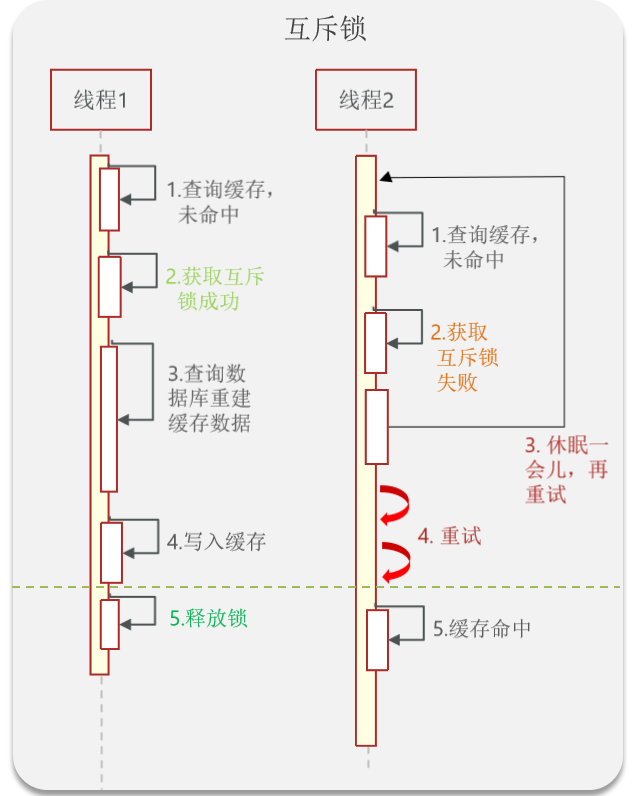 互斥锁
线程1
1.查询缓存，
未命中
2.获取互斥
锁成功
3.查询数
据库重建
缓存数据
4.写入缓存
5.释放锁
线程2
1.查询缓存，
未命中
2.获取
互斥锁
失败
3. 休眠一
会儿，再
重试
4. 重试
5.缓存命中